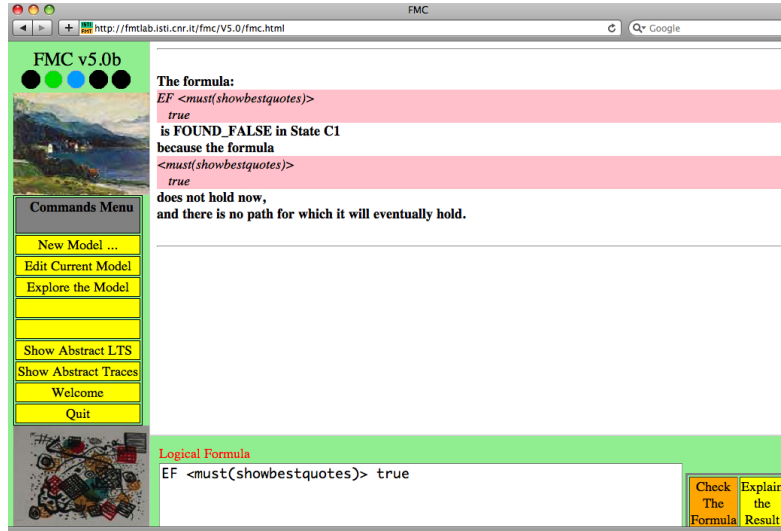 FMC
http://fmtlab.isti.cnr.it/fmc/V5.0/fmc.html
Google
FMC v5.0b
The formula:
EF <must(showbestquotes)>
true
is FOUND_FALSE in State C1
because the formula
<must(showbestquotes)>
true
does not hold now,
and there is no path for which it will eventually hold.
Commands Menu
New Model ...
Edit Current Model
Explore the Model
Show Abstract LTS
Show Abstract Traces
Welcome
Quit
Logical Formula
EF <must(showbestquotes)> true
Check
The
Formula
Explain
the
Result